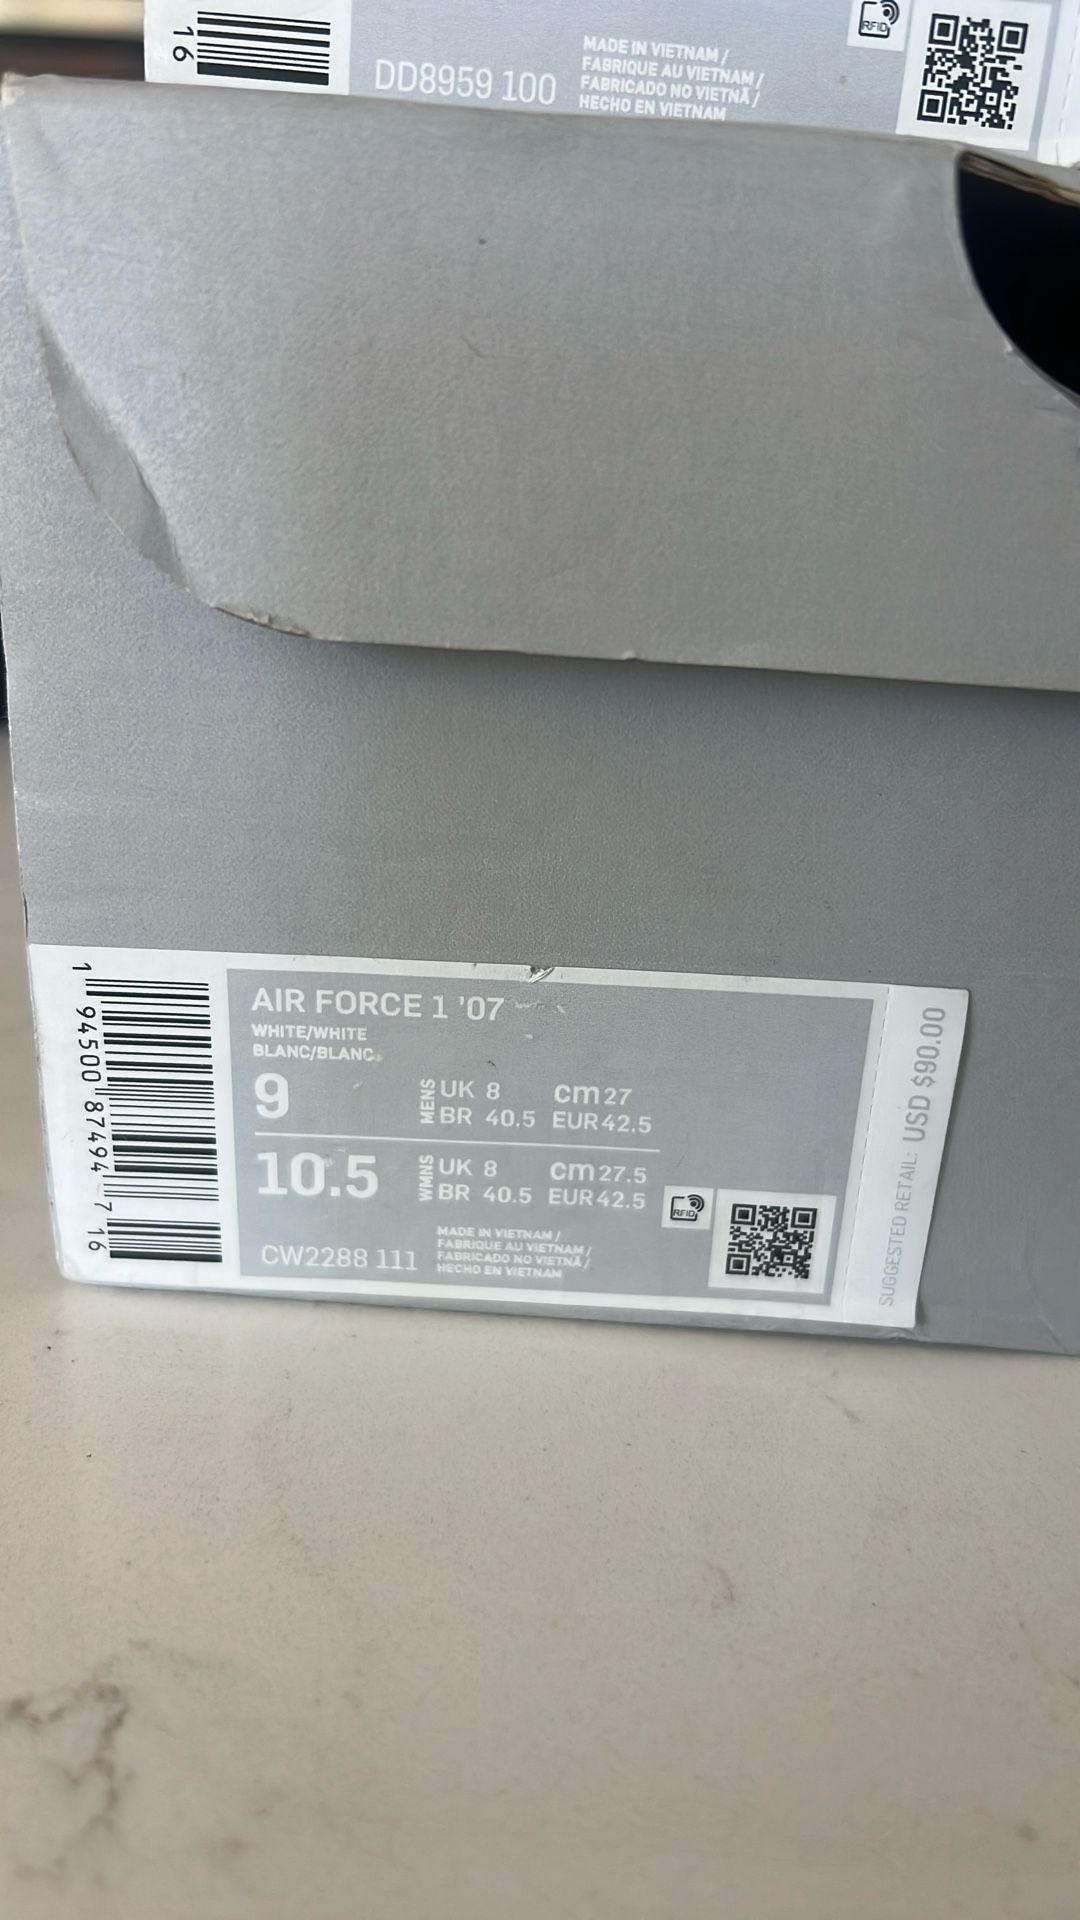 16
DD8959 100
MADE IN VIETNAM /
FABRIQUE AU VIETNAM /
FABRICADO NO VIETNÃ /
HECHO EN VIETNAM
RFID
1 94500 87494 7 16
AIR FORCE 1 '07
WHITE/WHITE
BLANC/BLANC
9 MENS UK 8 cm 27
BR 40.5 EUR 42.5
10.5 WMNS UK 8 cm 27.5
BR 40.5 EUR 42.5
RFID
CW2288 111
MADE IN VIETNAM /
FABRIQUE AU VIETNAM /
FABRICADO NO VIETNÃ /
HECHO EN VIETNAM
SUGGESTED RETAIL: USD $90.00